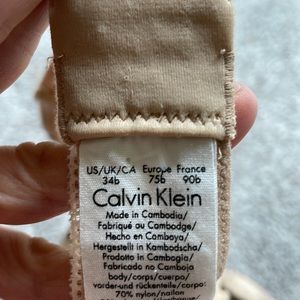 US/UK/CA Europe France
34b 75b 90b
Calvin Klein
Made in Cambodia/
Fabriqué au Cambodge/
Hecho en Camboya/
Hergestellt in Kambodscha/
Prodotto in Cambogia/
Fabricado no Camboja
body/corps/cuerpo/
vorder-und rückenteile/corpo:
70% nylon/nailon